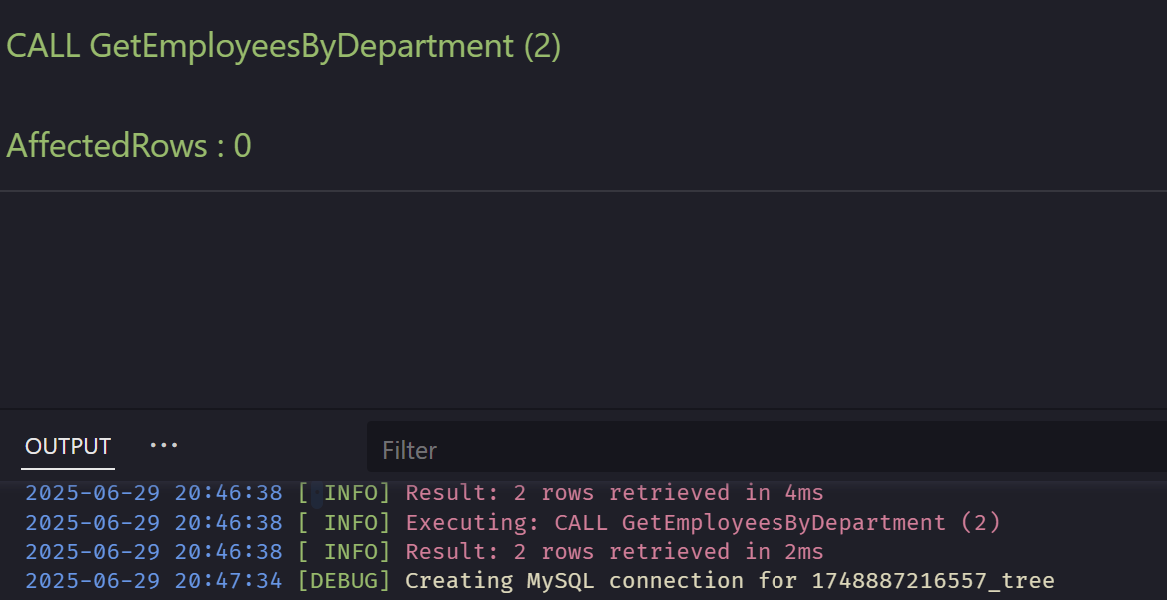 CALL GetEmployeesByDepartment (2)
AffectedRows : 0
OUTPUT ··· Filter
2025-06-29 20:46:38 [ INFO] Result: 2 rows retrieved in 4ms
2025-06-29 20:46:38 [ INFO] Executing: CALL GetEmployeesByDepartment (2)
2025-06-29 20:46:38 [ INFO] Result: 2 rows retrieved in 2ms
2025-06-29 20:47:34 [DEBUG] Creating MySQL connection for 1748887216557_tree